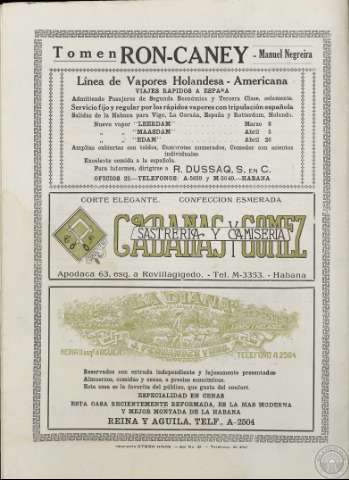 Tomen RON-CANEY - Manuel Negreira
Línea de Vapores Holandesa - Americana
VIAJES RAPIDOS A ESPAÑA
Admitiendo Pasajeros de Segunda Económica y Tercera Clase, solamente.
Servicio fijo y regular por los rápidos vapores con tripulación española
Salidas de la Habana para Vigo, La Coruña, España y Rotterdam, Holanda.
Nuevo vapor "LEERDAM" Marzo
" " "MAASDAM" Abril
" " "EDAM" Abril
Amplias cubiertas con toldos, Camarotes numerados, Comedor con asientos
individuales
Excelente comida a la española.
Para Informes, dirigirse a R. DUSSAQ, S. EN C.
OFICIOS 22.—TELEFONOS: HABANA
CORTE ELEGANTE. CONFECCION ESMERADA
CABANAS Y GOMEZ
SASTRERIA Y CAMISERIA
Apodaca 63, esq. a Revillagigedo. - Tel. M-3353. - Habana
LA DIANA
REINA Y AGUILA TELEFONO A.2504
Reservados con entrada independiente y lujosamente presentados
Almuerzos, comidas y cenas, a precios económicos.
Esta casa es la favorita del público, que gusta del confort.
ESPECIALIDAD EN CENAS
ESTA CASA RECIENTEMENTE REFORMADA, ES LA MAS MODERNA
Y MEJOR MONTADA DE LA HABANA
REINA Y AGUILA, TELF. A-2504